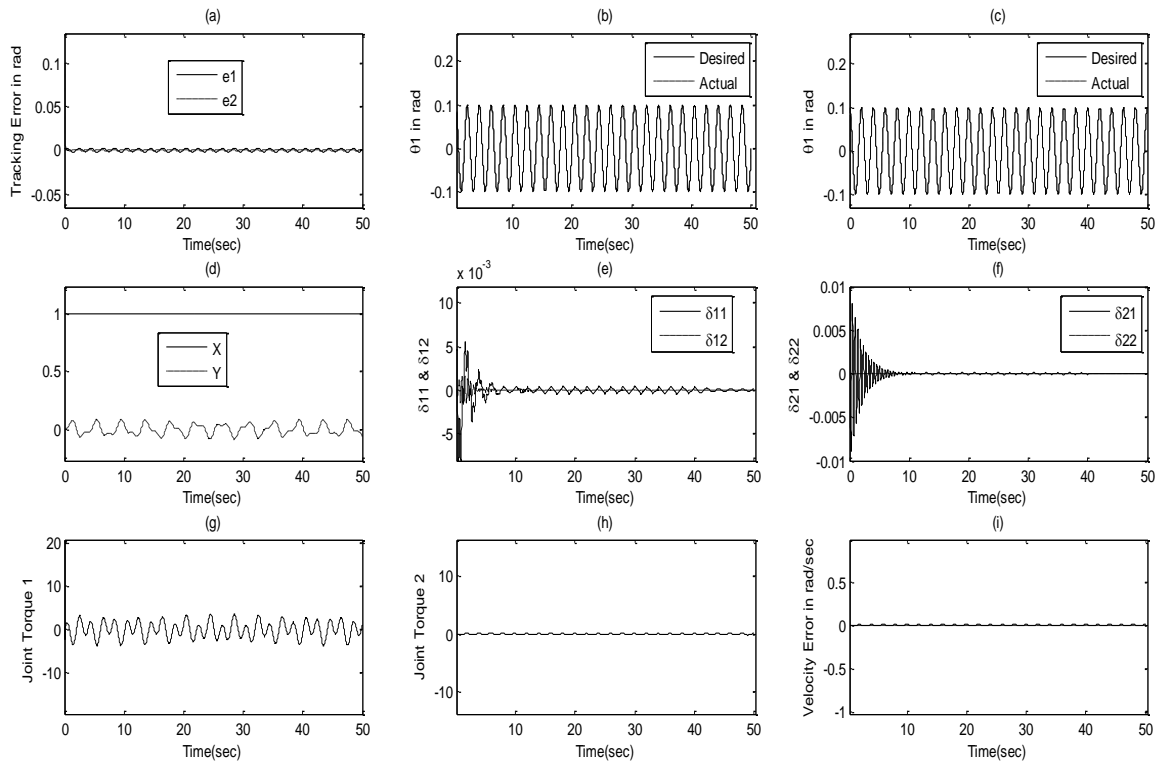 (a)
Tracking Error in rad
0.1
0.05
0
-0.05
e1
e2
0 10 20 30 40 50
Time(sec)
(b)
θ1 in rad
0.2
0.1
0
-0.1
Desired
Actual
0 10 20 30 40 50
Time(sec)
(c)
θ1 in rad
0.2
0.1
0
-0.1
Desired
Actual
0 10 20 30 40 50
Time(sec)
(d)
1
0.5
0
X
Y
0 10 20 30 40 50
Time(sec)
(e)
x 10-3
δ11 & δ12
10
5
0
-5
δ11
δ12
10 20 30 40 50
Time(sec)
(f)
δ21 & δ22
0.01
0.005
0
-0.005
-0.01
δ21
δ22
0 10 20 30 40 50
Time(sec)
(g)
Joint Torque 1
20
10
0
-10
0 10 20 30 40 50
Time(sec)
(h)
Joint Torque 2
10
0
-10
0 10 20 30 40 50
Time(sec)
(i)
Velocity Error in rad/sec
0.5
0
-0.5
-1
10 20 30 40 50
Time(sec)